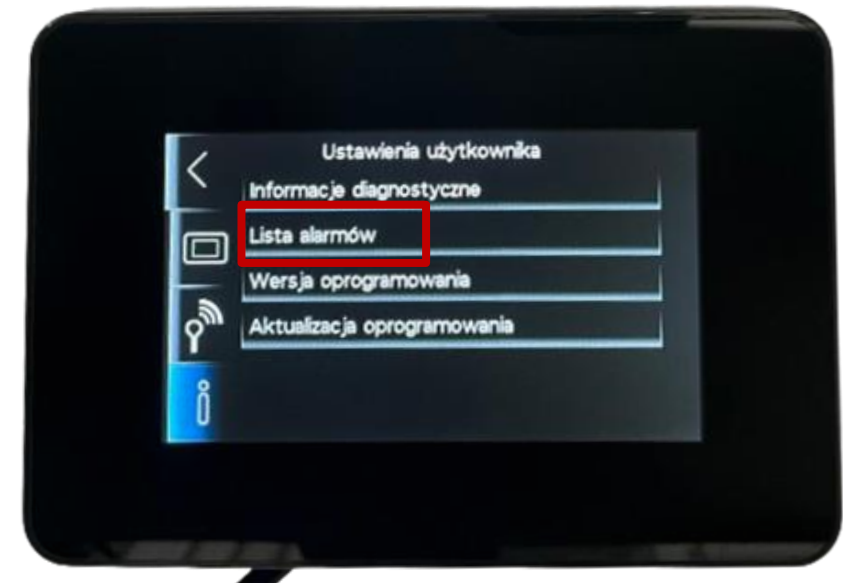 Ustawienia użytkownika
Informacje diagnostyczne
Lista alarmów
Wersja oprogramowania
Aktualizacja oprogramowania